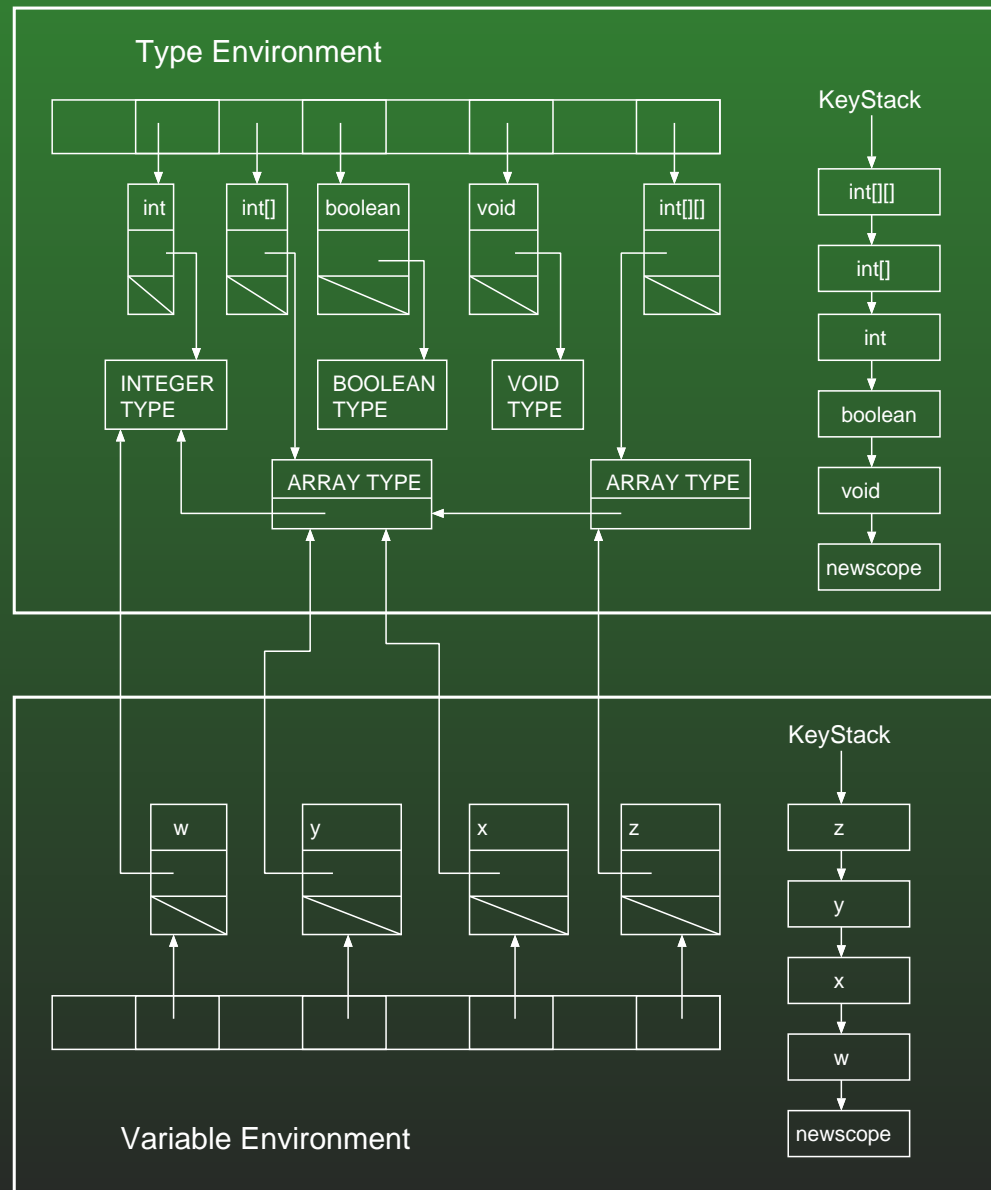 Type Environment
KeyStack
int
int[]
boolean
void
int[][]
int[][]
int[]
int
boolean
void
newscope
INTEGER
TYPE
BOOLEAN
TYPE
VOID
TYPE
ARRAY TYPE
ARRAY TYPE
KeyStack
w
y
x
z
z
y
x
w
newscope
Variable Environment